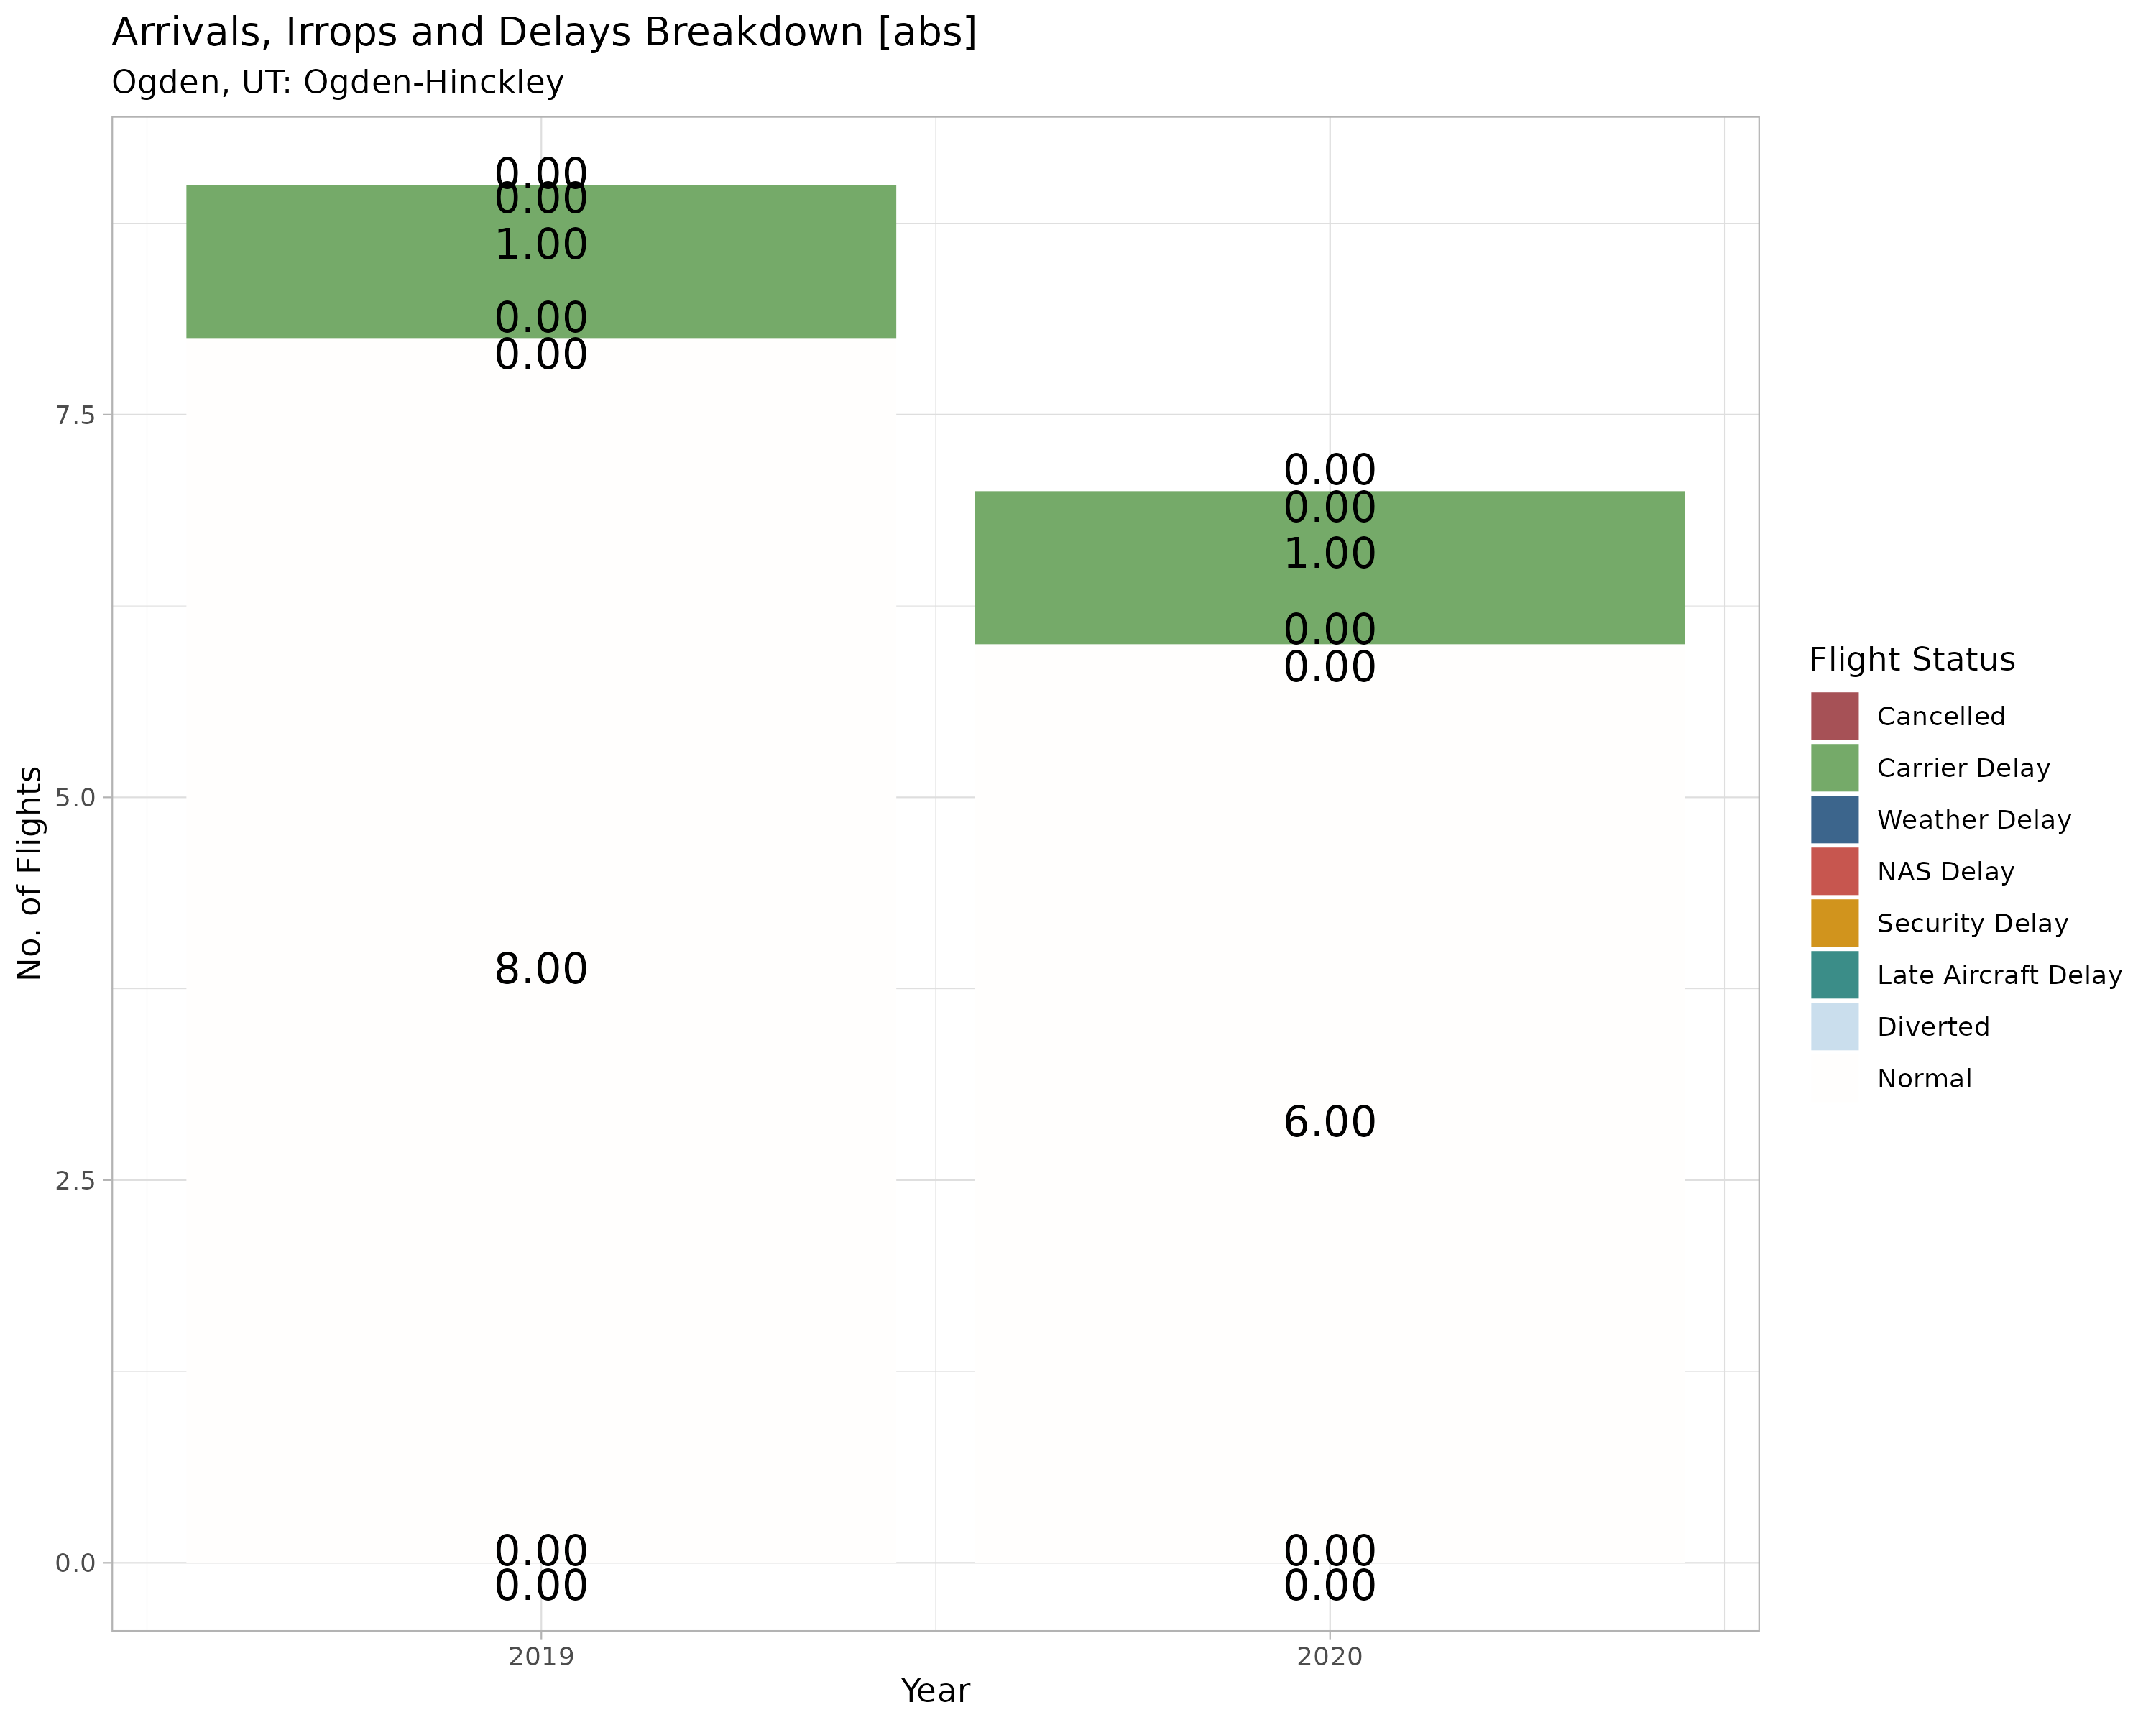 Arrivals, Irrops and Delays Breakdown [abs]
Ogden, UT: Ogden-Hinckley
No. of Flights
7.5
5.0
2.5
0.0
0.00
0.00
1.00
0.00
0.00
8.00
0.00
0.00
0.00
0.00
1.00
0.00
0.00
6.00
0.00
0.00
2019
2020
Year
Flight Status
Cancelled
Carrier Delay
Weather Delay
NAS Delay
Security Delay
Late Aircraft Delay
Diverted
Normal